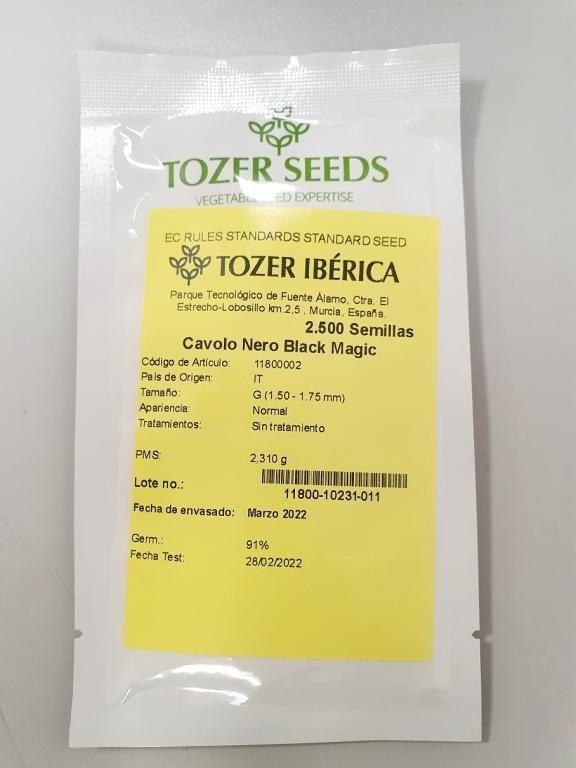 TOZER SEEDS
VEGETABLE SEED EXPERTISE
EC RULES STANDARDS STANDARD SEED
TOZER IBÉRICA
Parque Tecnológico de Fuente Álamo, Ctra. El
Estrecho-Lobosillo km.2,5 , Murcia, España.
2.500 Semillas
Cavolo Nero Black Magic
Código de Artículo: 11800002
País de Origen: IT
Tamaño: G (1.50 - 1.75 mm)
Apariencia: Normal
Tratamientos: Sin tratamiento
PMS: 2,310 g
Lote no.:
11800-10231-011
Fecha de envasado: Marzo 2022
Germ.: 91%
Fecha Test: 28/02/2022